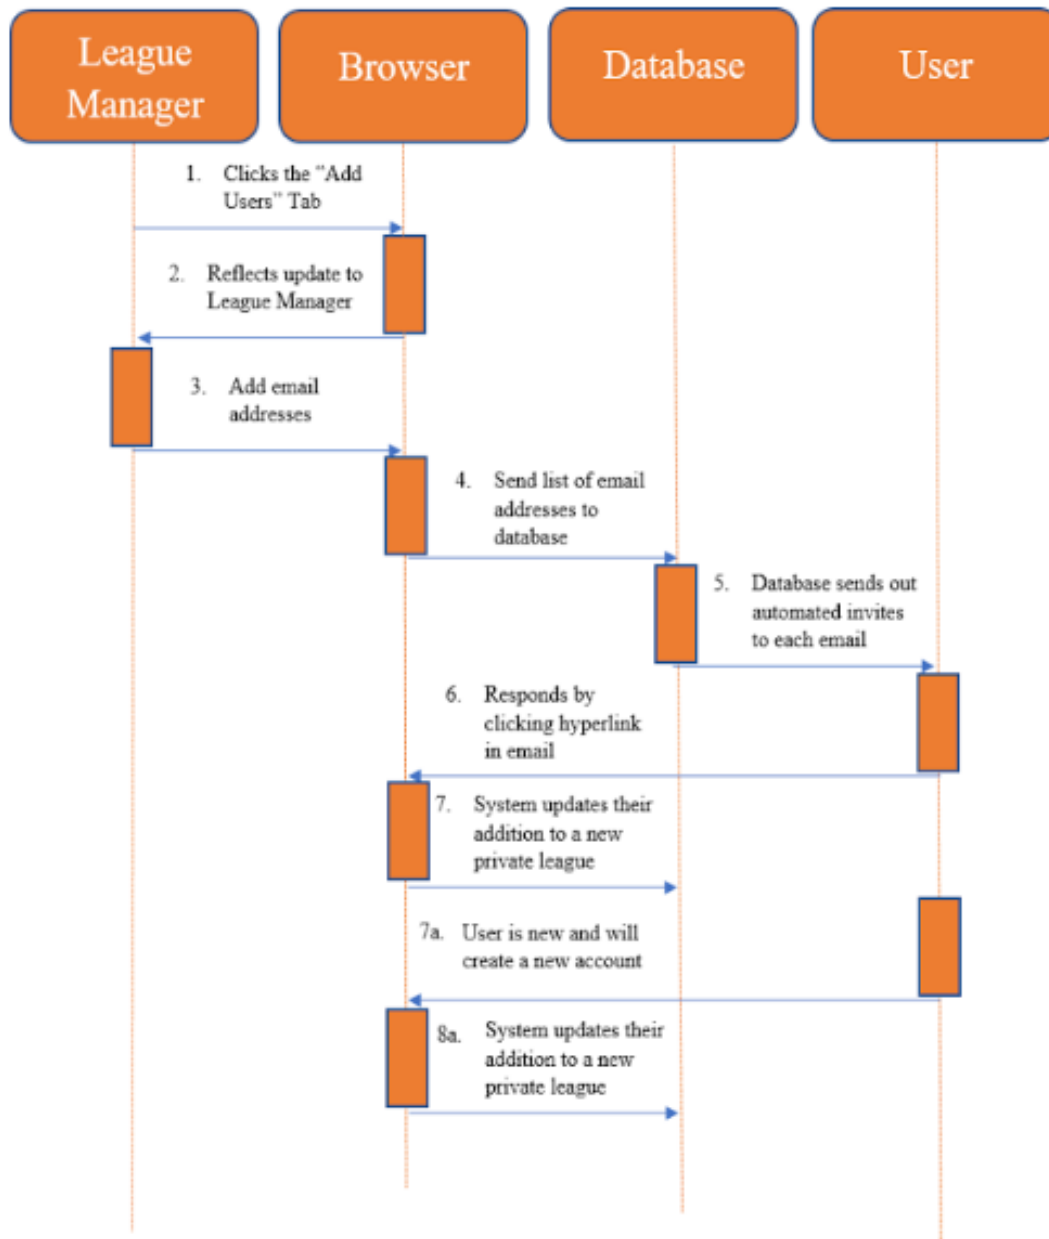 League
Manager
Browser
Database
User
1. Clicks the “Add
Users” Tab
2. Reflects update to
League Manager
3. Add email
addresses
4. Send list of email
addresses to
database
5. Database sends out
automated invites
to each email
6. Responds by
clicking hyperlink
in email
7. System updates their
addition to a new
private league
7a. User is new and will
create a new account
8a. System updates their
addition to a new
private league